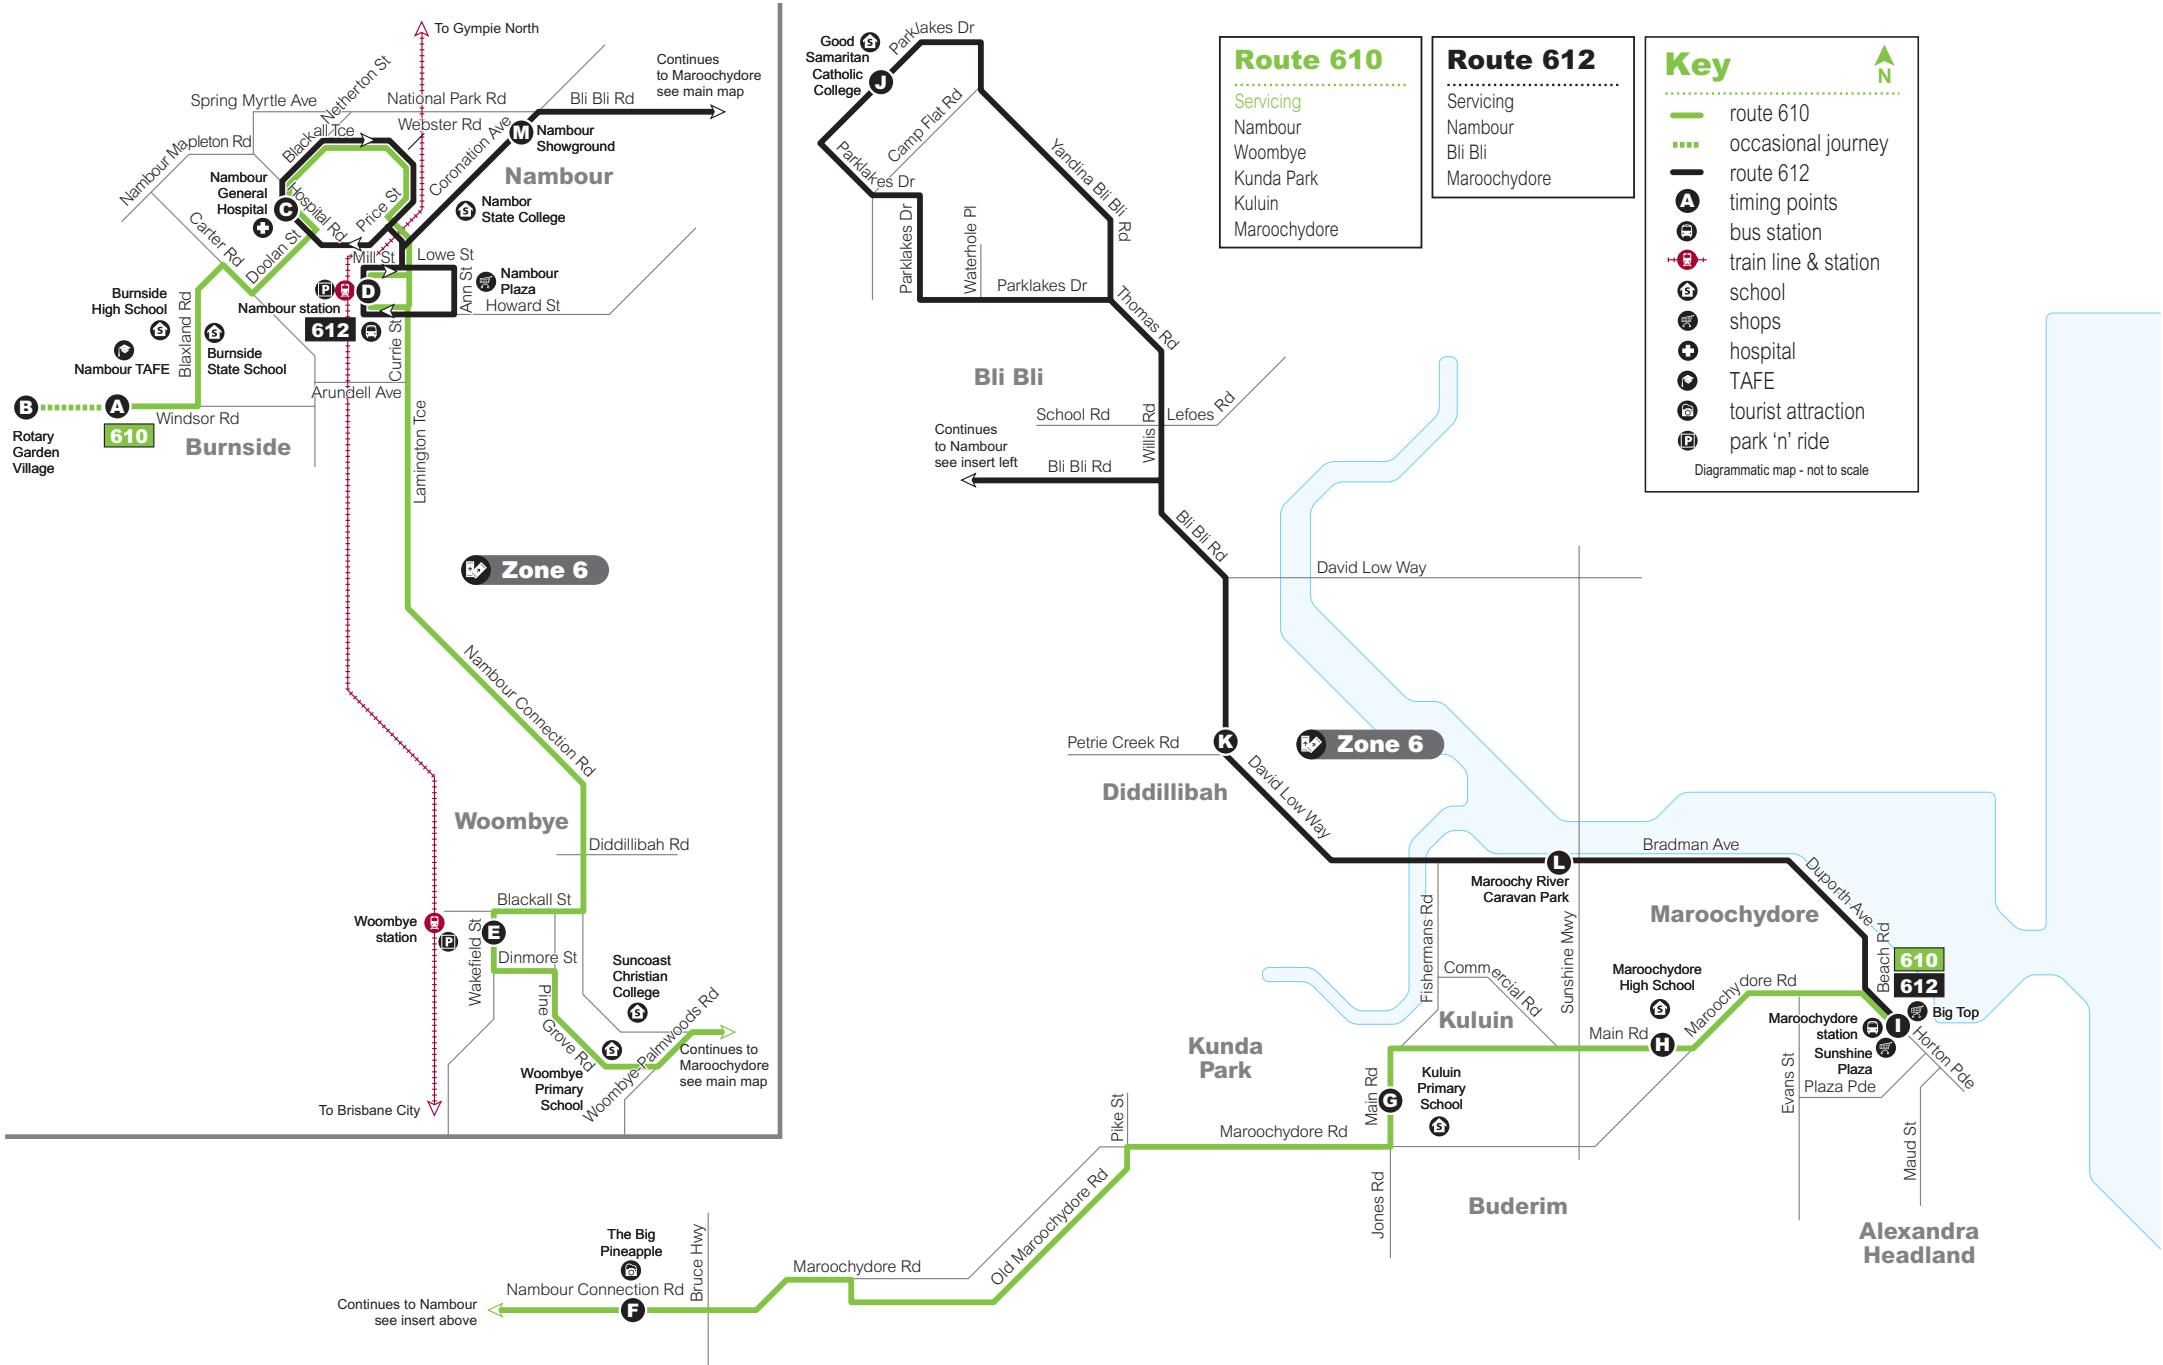 To Gympie North
Continues
to Maroochydore
see main map
Netherton St
Spring Myrtle Ave
National Park Rd
Bli Bli Rd
Blackall Tce
Webster Rd
Coronation Ave
M
Nambour
Showground
Nambour Mapleton Rd
Nambour
Nambour
General
Hospital
C
Hospital Rd
Price St
Nambor
State College
Carter Rd
Doolan St
Mill St
Lowe St
Ann St
Nambour
Plaza
Howard St
P
D
Nambour station
612
Burnside
High School
Blaxland Rd
Burnside
State School
Nambour TAFE
Currie St
Arundell Ave
B
A
Windsor Rd
610
Rotary
Garden
Village
Burnside
Lamington Tce
Zone 6
Nambour Connection Rd
Woombye
Diddillibah Rd
Blackall St
Woombye
station
P
E
Wakefield St
Dinmore St
Suncoast
Christian
College
Pine Grove Rd
Woombye-Palmwoods Rd
Woombye
Primary
School
Continues to
Maroochydore
see main map
To Brisbane City
Good
Samaritan
Catholic
College
J
Parklakes Dr
Camp Flat Rd
Parklakes Dr
Yandina Bli Bli Rd
Parklakes Dr
Waterhole Pl
Parklakes Dr
Thomas Rd
Bli Bli
School Rd
Willis Rd
Lefoes Rd
Continues
to Nambour
see insert left
Bli Bli Rd
Bli Bli Rd
David Low Way
Petrie Creek Rd
K
Zone 6
Diddillibah
David Low Way
L
Bradman Ave
Maroochy River
Caravan Park
Duporth Ave
Fishermans Rd
Sunshine Mwy
Maroochydore
Beach Rd
610
612
Commercial Rd
Maroochydore
High School
Maroochydore Rd
Kuluin
Main Rd
H
Maroochydore
station
I
Big Top
Sunshine
Plaza
Horton Pde
Kunda
Park
Main Rd
G
Kuluin
Primary
School
Evans St
Plaza Pde
Maud St
Pike St
Maroochydore Rd
Jones Rd
Buderim
Alexandra
Headland
Old Maroochydore Rd
The Big
Pineapple
Bruce Hwy
Maroochydore Rd
Nambour Connection Rd
F
Continues to Nambour
see insert above
Route 610
Servicing
Nambour
Woombye
Kunda Park
Kuluin
Maroochydore
Route 612
Servicing
Nambour
Bli Bli
Maroochydore
Key
N
route 610
occasional journey
route 612
A timing points
bus station
train line & station
S school
shops
hospital
TAFE
tourist attraction
P park ‘n’ ride
Diagrammatic map - not to scale